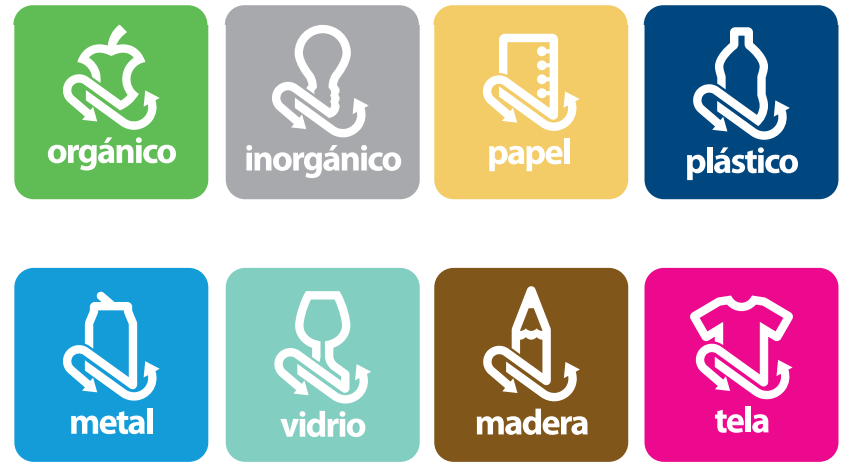 orgánico
inorgánico
papel
plástico
metal
vidrio
madera
tela